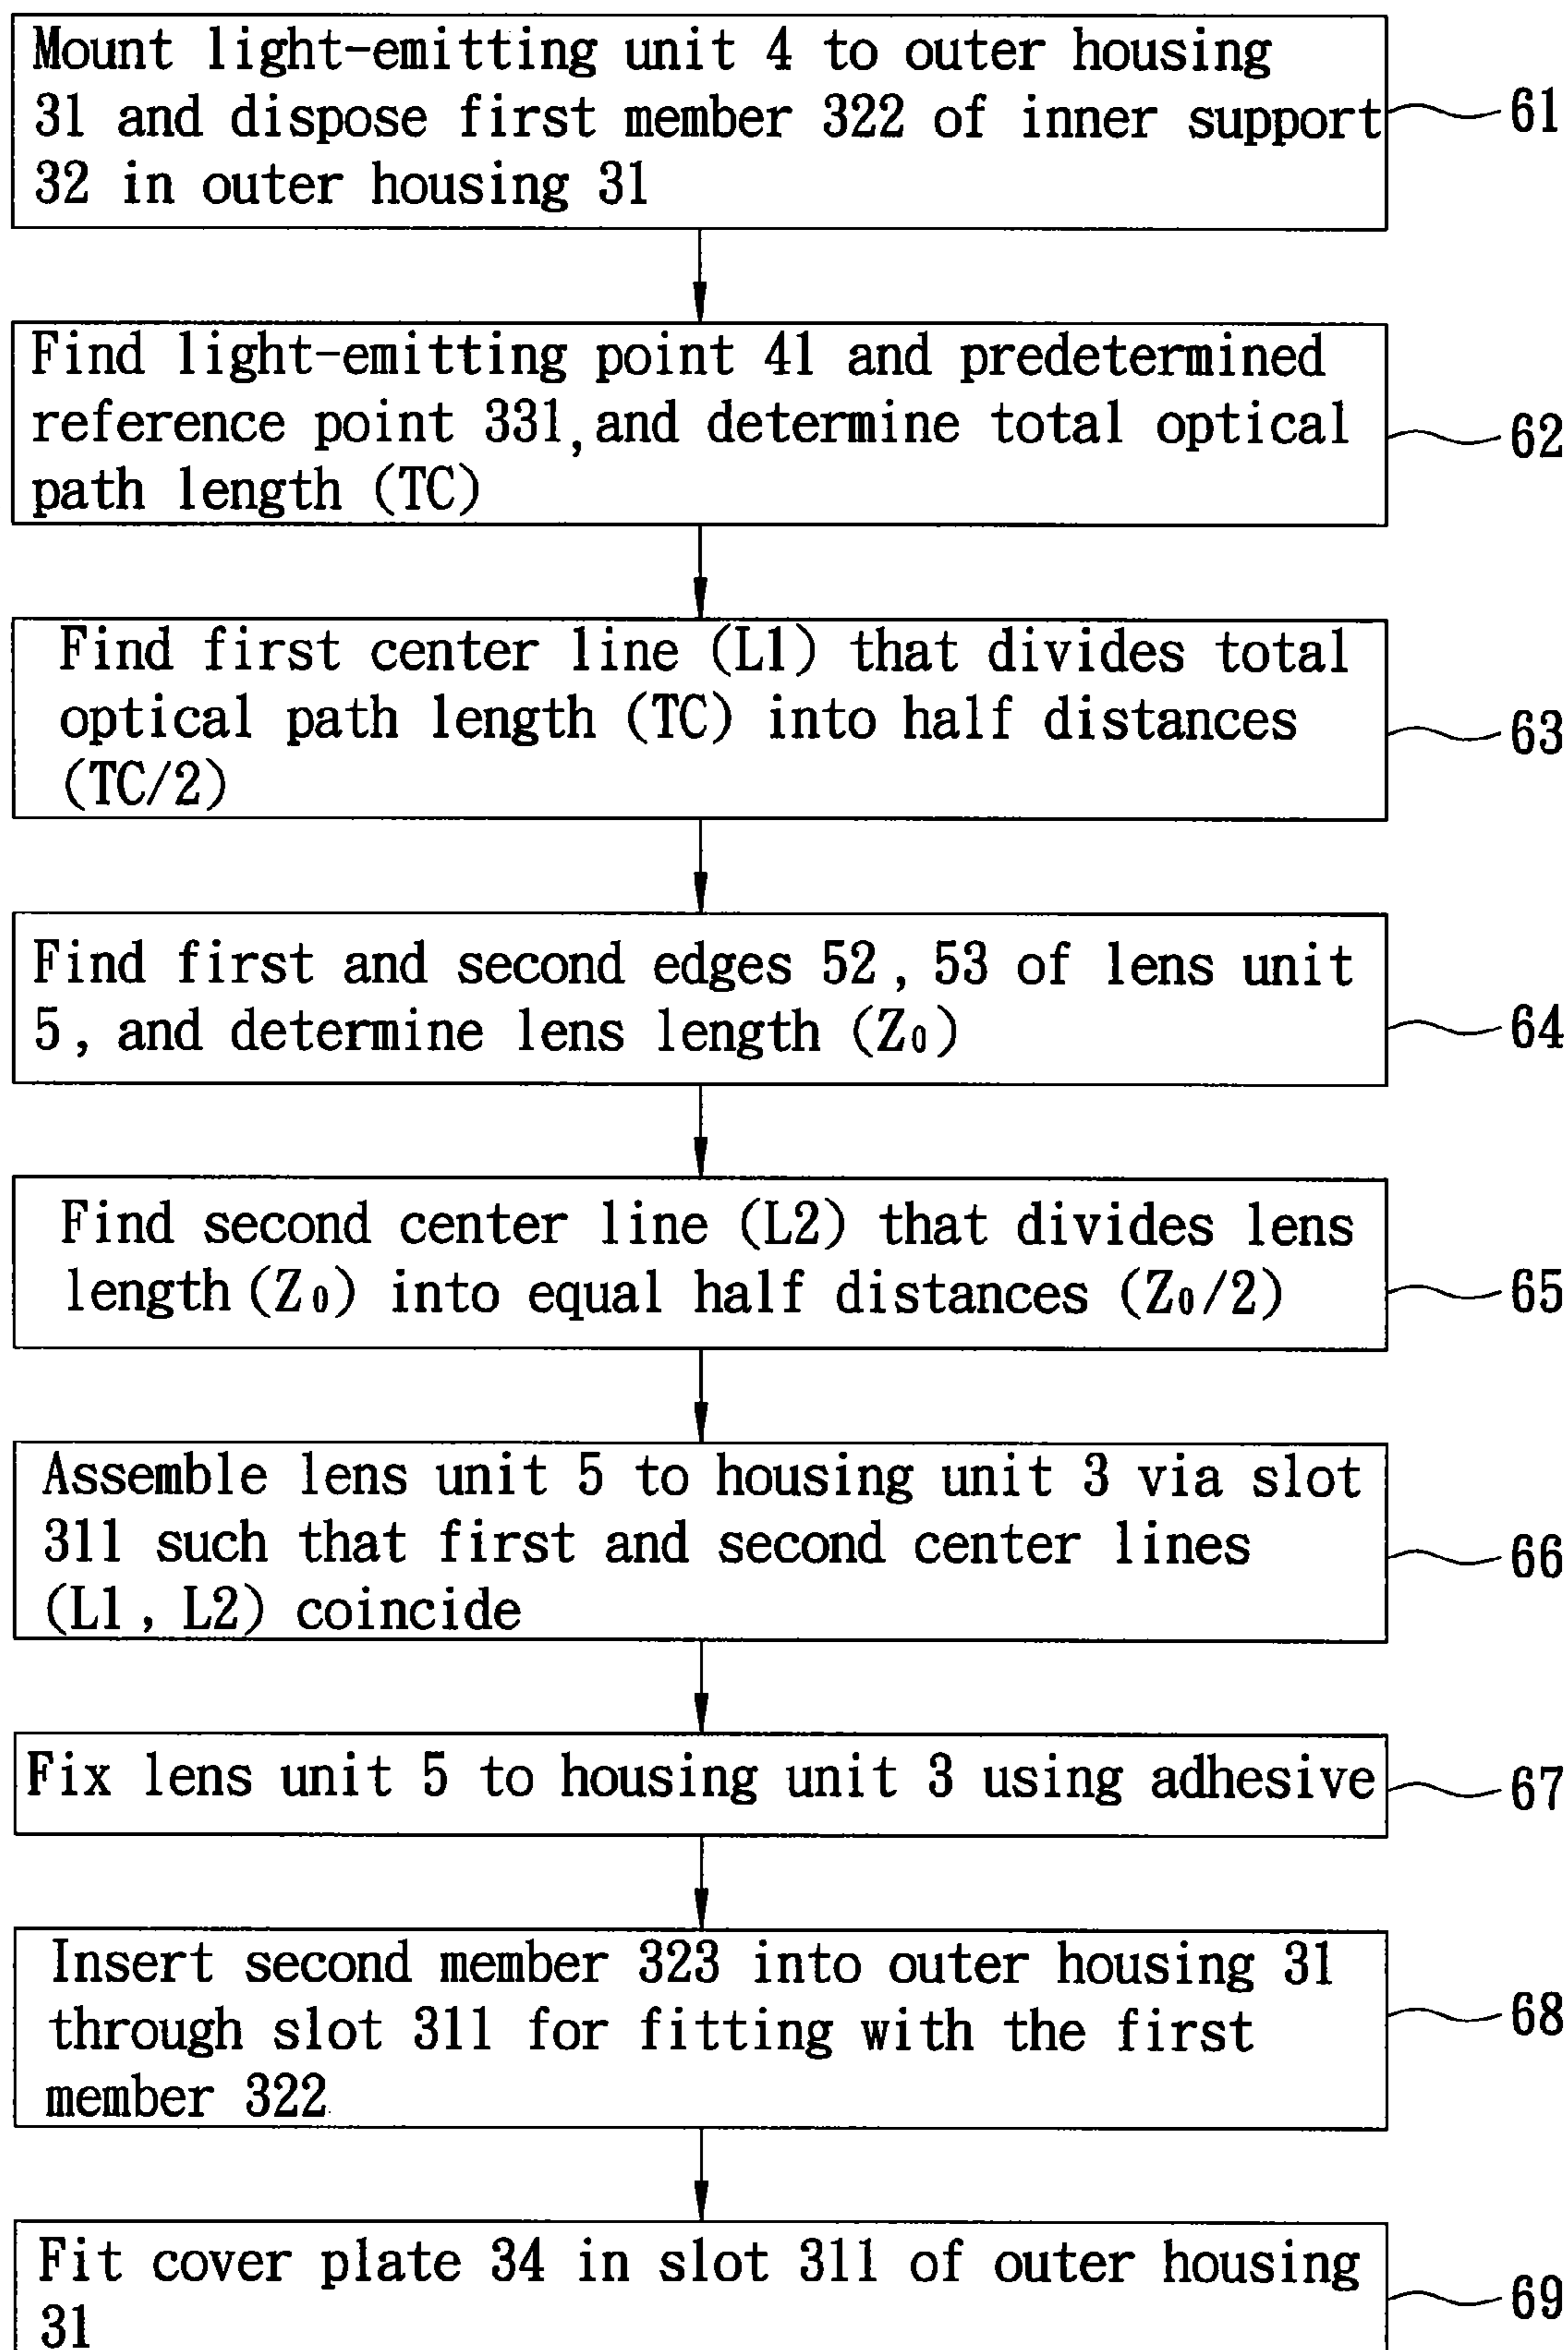 Mount light-emitting unit 4 to outer housing
31 and dispose first member 322 of inner support
32 in outer housing 31
61
Find light-emitting point 41 and predetermined
reference point 331, and determine total optical
path length (TC)
62
Find first center line (L1) that divides total
optical path length (TC) into half distances
(TC/2)
63
Find first and second edges 52, 53 of lens unit
5, and determine lens length (Z₀)
64
Find second center line (L2) that divides lens
length (Z₀) into equal half distances (Z₀/2)
65
Assemble lens unit 5 to housing unit 3 via slot
311 such that first and second center lines
(L1, L2) coincide
66
Fix lens unit 5 to housing unit 3 using adhesive
67
Insert second member 323 into outer housing 31
through slot 311 for fitting with the first
member 322
68
Fit cover plate 34 in slot 311 of outer housing
31
69